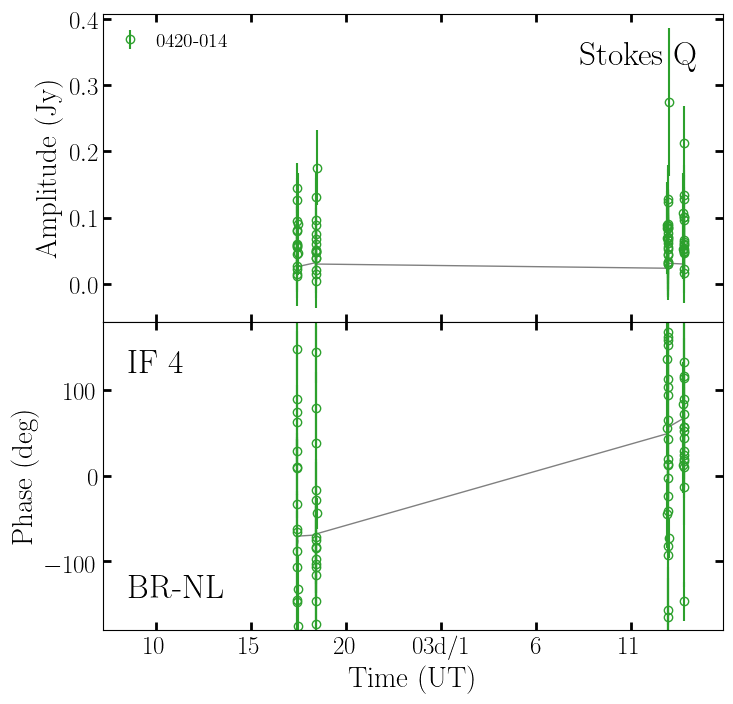 0.4
0420-014
Stokes Q
0.3
0.2
0.1
0.0
Amplitude (Jy)
IF 4
100
0
−100
Phase (deg)
BR-NL
10 15 20 03d/1 6 11
Time (UT)